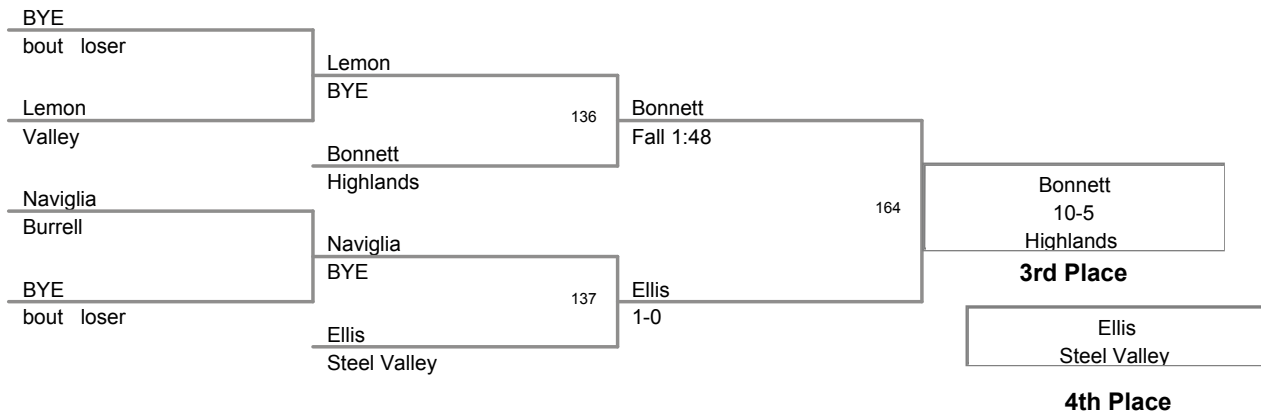 BYE
bout loser
Lemon
BYE
Lemon
Valley
136
Bonnett
Fall 1:48
Bonnett
Highlands
Naviglia
Burrell
164
Bonnett
10-5
Highlands
3rd Place
Naviglia
BYE
BYE
bout loser
137
Ellis
1-0
Ellis
Steel Valley
Ellis
Steel Valley
4th Place